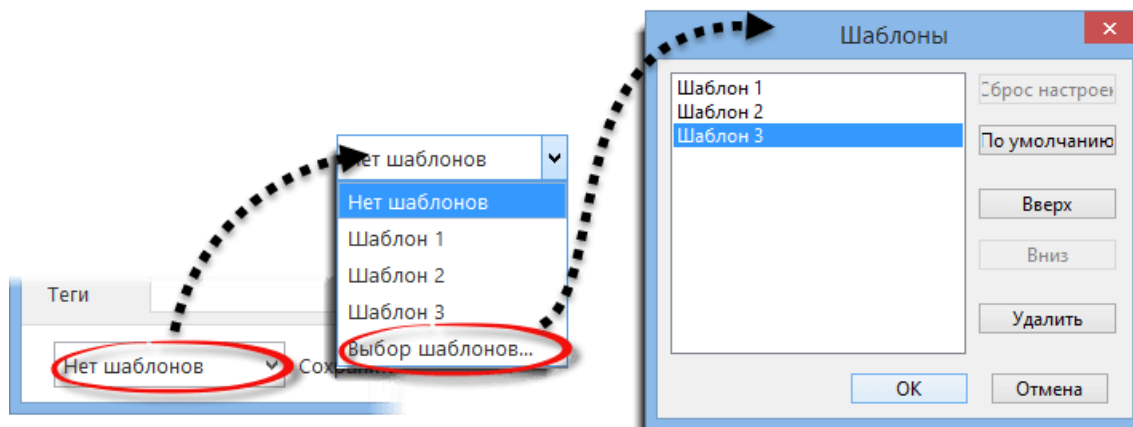 Теги
Нет шаблонов
Нет шаблонов
Нет шаблонов
Шаблон 1
Шаблон 2
Шаблон 3
Выбор шаблонов...
Шаблоны
Шаблон 1
Шаблон 2
Шаблон 3
Сброс настроек
По умолчанию
Вверх
Вниз
Удалить
OK
Отмена